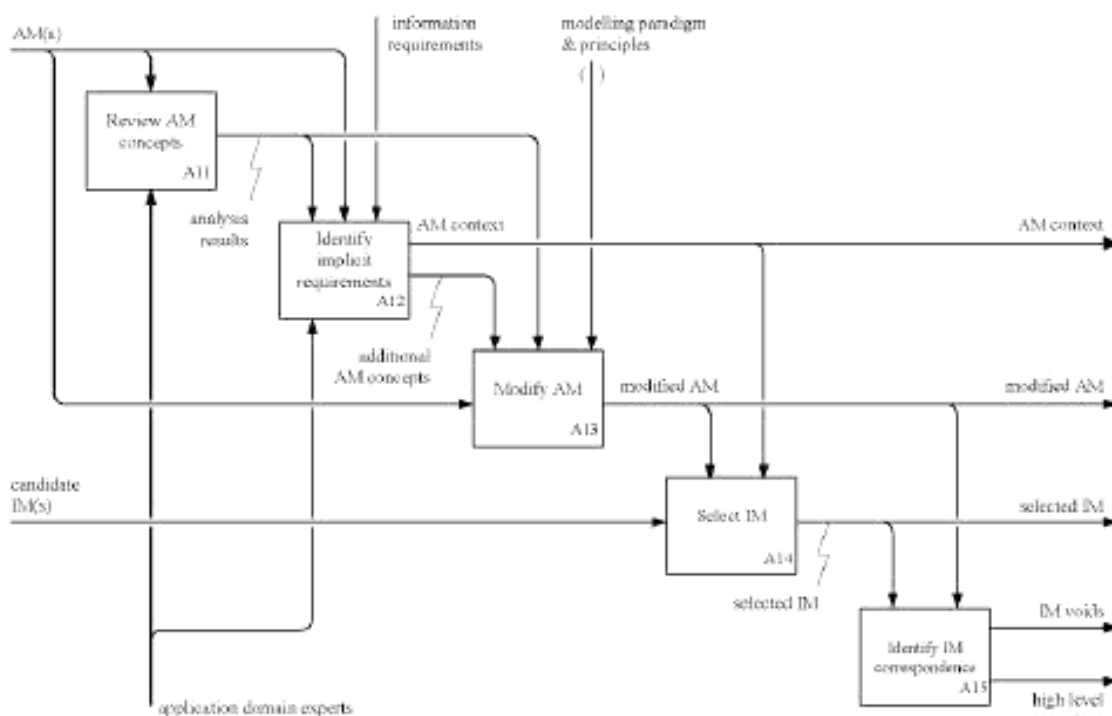 AM(s)
information
requirements
modelling paradigm
& principles
( )
Review AM
concepts
A11
analysis
results
Identify
implicit
requirements
A12
AM context
AM context
additional
AM concepts
Modify AM
A13
modified AM
modified AM
candidate
IM(s)
Select IM
A14
selected IM
selected IM
Identify IM
correspondence
A15
IM voids
high level
application domain experts